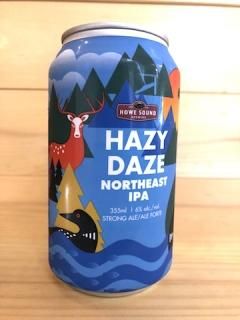 HOWE SOUND
BREWING
HAZY
DAZE
NORTHEAST
IPA
355ml | 6% alc./vol.
STRONG ALE/ALE FORTE